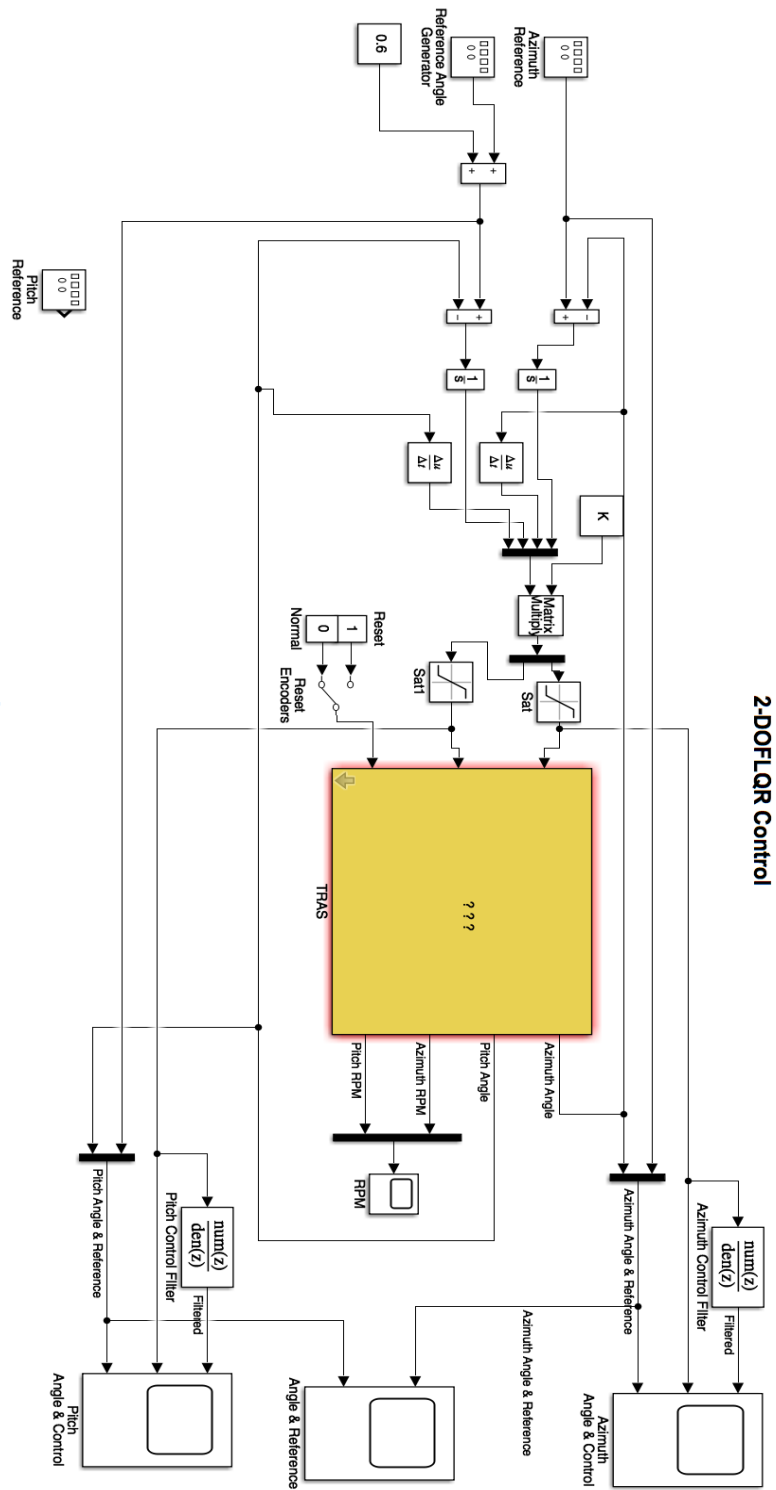 2-DOFLQR Control
Azimuth
Reference
Reference Angle
Generator
0.6
+
+
-
+
+
-
1
s
1
s
Δu
Δt
Δu
Δt
K
Matrix
Multiply
Sat
Sat1
Reset
1
0
Normal
Reset
Encoders
? ? ?
TRAS
Azimuth Angle
Pitch Angle
Azimuth RPM
Pitch RPM
RPM
num(z)
den(z)
Filtered
Azimuth Control Filter
Azimuth Angle & Reference
Azimuth
Angle & Control
Azimuth Angle & Reference
Angle & Reference
num(z)
den(z)
Filtered
Pitch Control Filter
Pitch Angle & Reference
Pitch
Angle & Control
Pitch
Reference